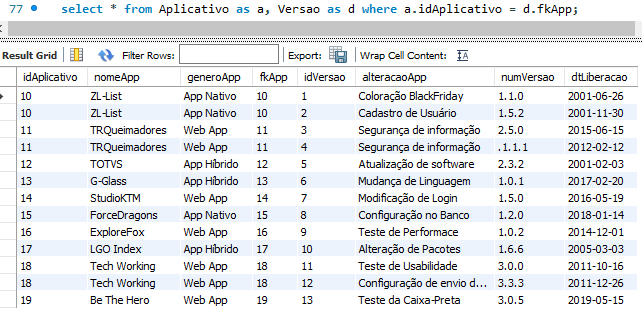 77 select * from Aplicativo as a, Versao as d where a.idAplicativo = d.fkApp;
Result Grid Filter Rows: Export: Wrap Cell Content: IA
idAplicativo nomeApp generoApp fkApp idVersao alteracaoApp numVersao dtLiberacao
10 ZL-List App Nativo 10 1 Coloração BlackFriday 1.1.0 2001-06-26
10 ZL-List App Nativo 10 2 Cadastro de Usuário 1.5.2 2001-11-30
11 TRQueimadores Web App 11 3 Segurança de informação 2.5.0 2015-06-15
11 TRQueimadores Web App 11 4 Segurança de informação .1.1.1 2012-02-12
12 TOTVS App Híbrido 12 5 Atualização de software 2.3.2 2001-02-03
13 G-Glass App Híbrido 13 6 Mudança de Linguagem 1.0.1 2017-02-20
14 StudioKTM Web App 14 7 Modificação de Login 1.5.0 2016-05-19
15 ForceDragons App Nativo 15 8 Configuração no Banco 1.2.0 2018-01-14
16 ExploreFox Web App 16 9 Teste de Performace 1.0.2 2014-12-01
17 LGO Index App Híbrido 17 10 Alteração de Pacotes 1.6.6 2005-03-03
18 Tech Working Web App 18 11 Teste de Usabilidade 3.0.0 2011-10-16
18 Tech Working Web App 18 12 Configuração de envio d... 3.3.3 2011-12-26
19 Be The Hero Web App 19 13 Teste da Caixa-Preta 3.0.5 2019-05-15